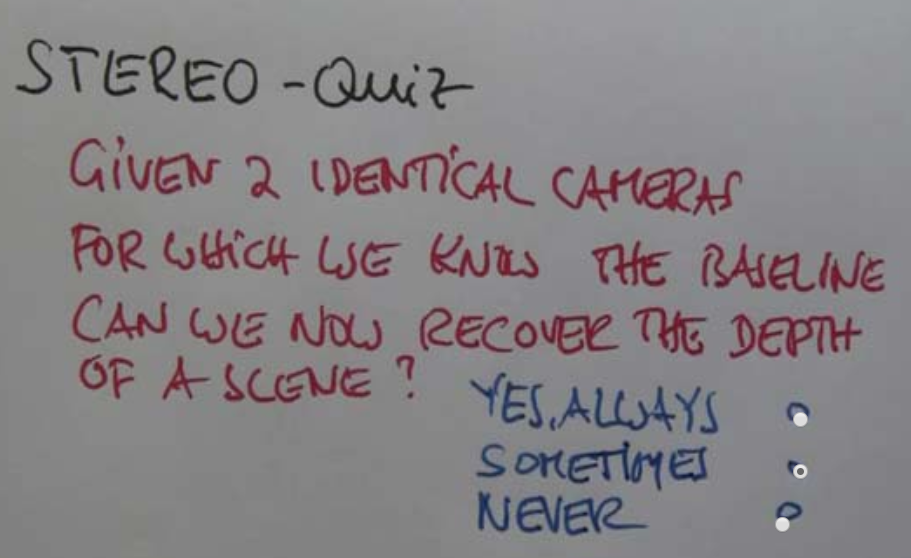 STEREO - Quiz
GIVEN 2 IDENTICAL CAMERAS
FOR WHICH WE KNOW THE BASELINE
CAN WE NOW RECOVER THE DEPTH
OF A SCENE ?
YES, ALWAYS
SOMETIMES
NEVER